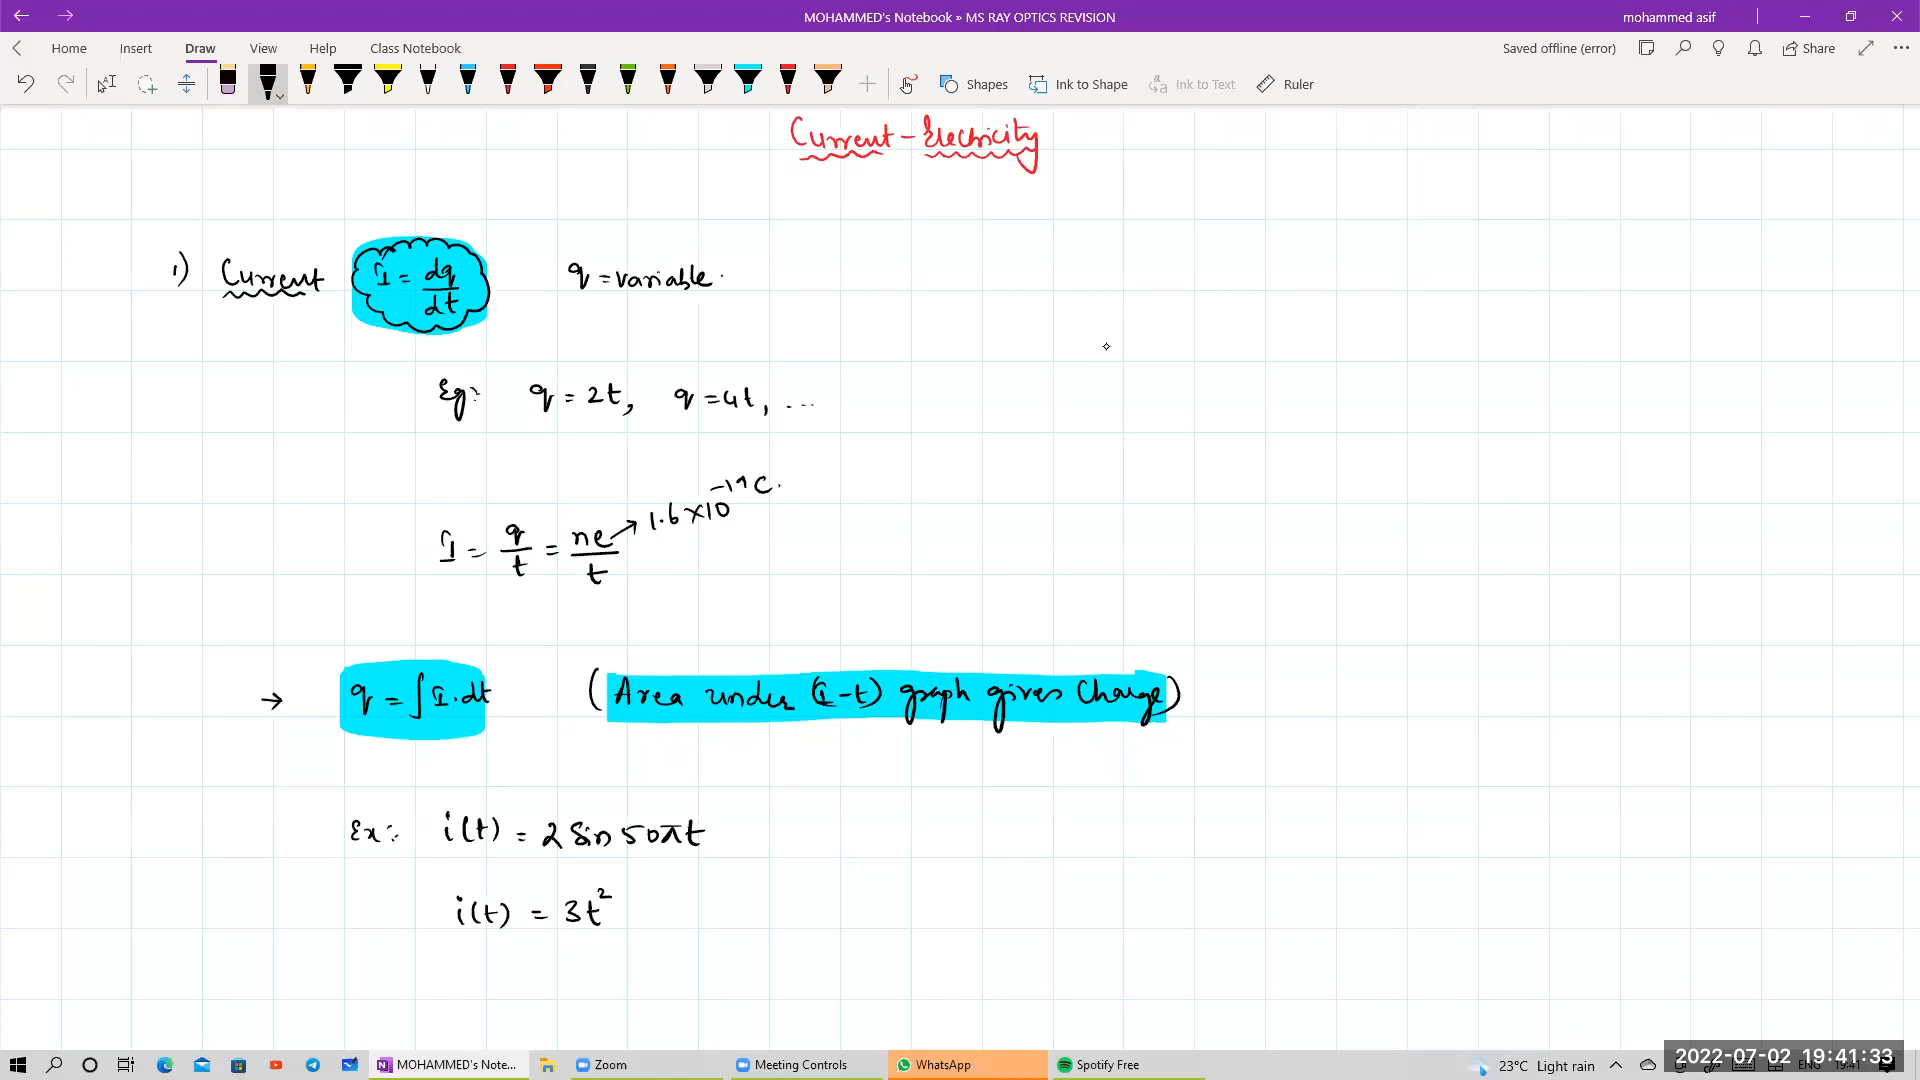 MOHAMMED's Notebook » MS RAY OPTICS REVISION
mohammed asif
Home Insert Draw View Help Class Notebook
Saved offline (error) Share
Shapes Ink to Shape Ink to Text Ruler
Current - Electricity
1) Current I = dq/dt q = variable.
Eg: q = 2t, q = 4t, ...
I = q/t = ne/t → 1.6 × 10^-19 C.
→ q = ∫ I . dt (Area under (I-t) graph gives charge)
Ex: i(t) = 2 Sin 50πt
i(t) = 3t²
MOHAMMED's Note... Zoom Meeting Controls WhatsApp Spotify Free 23°C Light rain ENG 19:41
2022-07-02 19:41:33